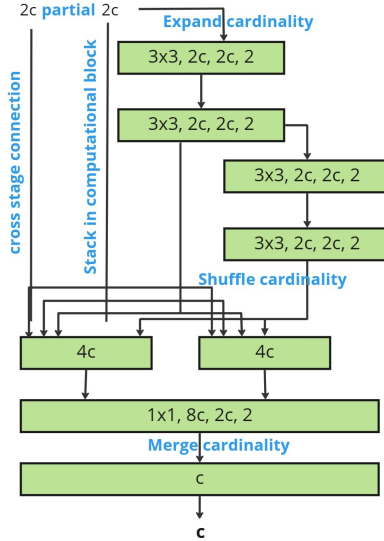 2c partial 2c
Expand cardinality
3x3, 2c, 2c, 2
3x3, 2c, 2c, 2
cross stage connection
Stack in computational block
3x3, 2c, 2c, 2
3x3, 2c, 2c, 2
Shuffle cardinality
4c
4c
1x1, 8c, 2c, 2
Merge cardinality
c
c